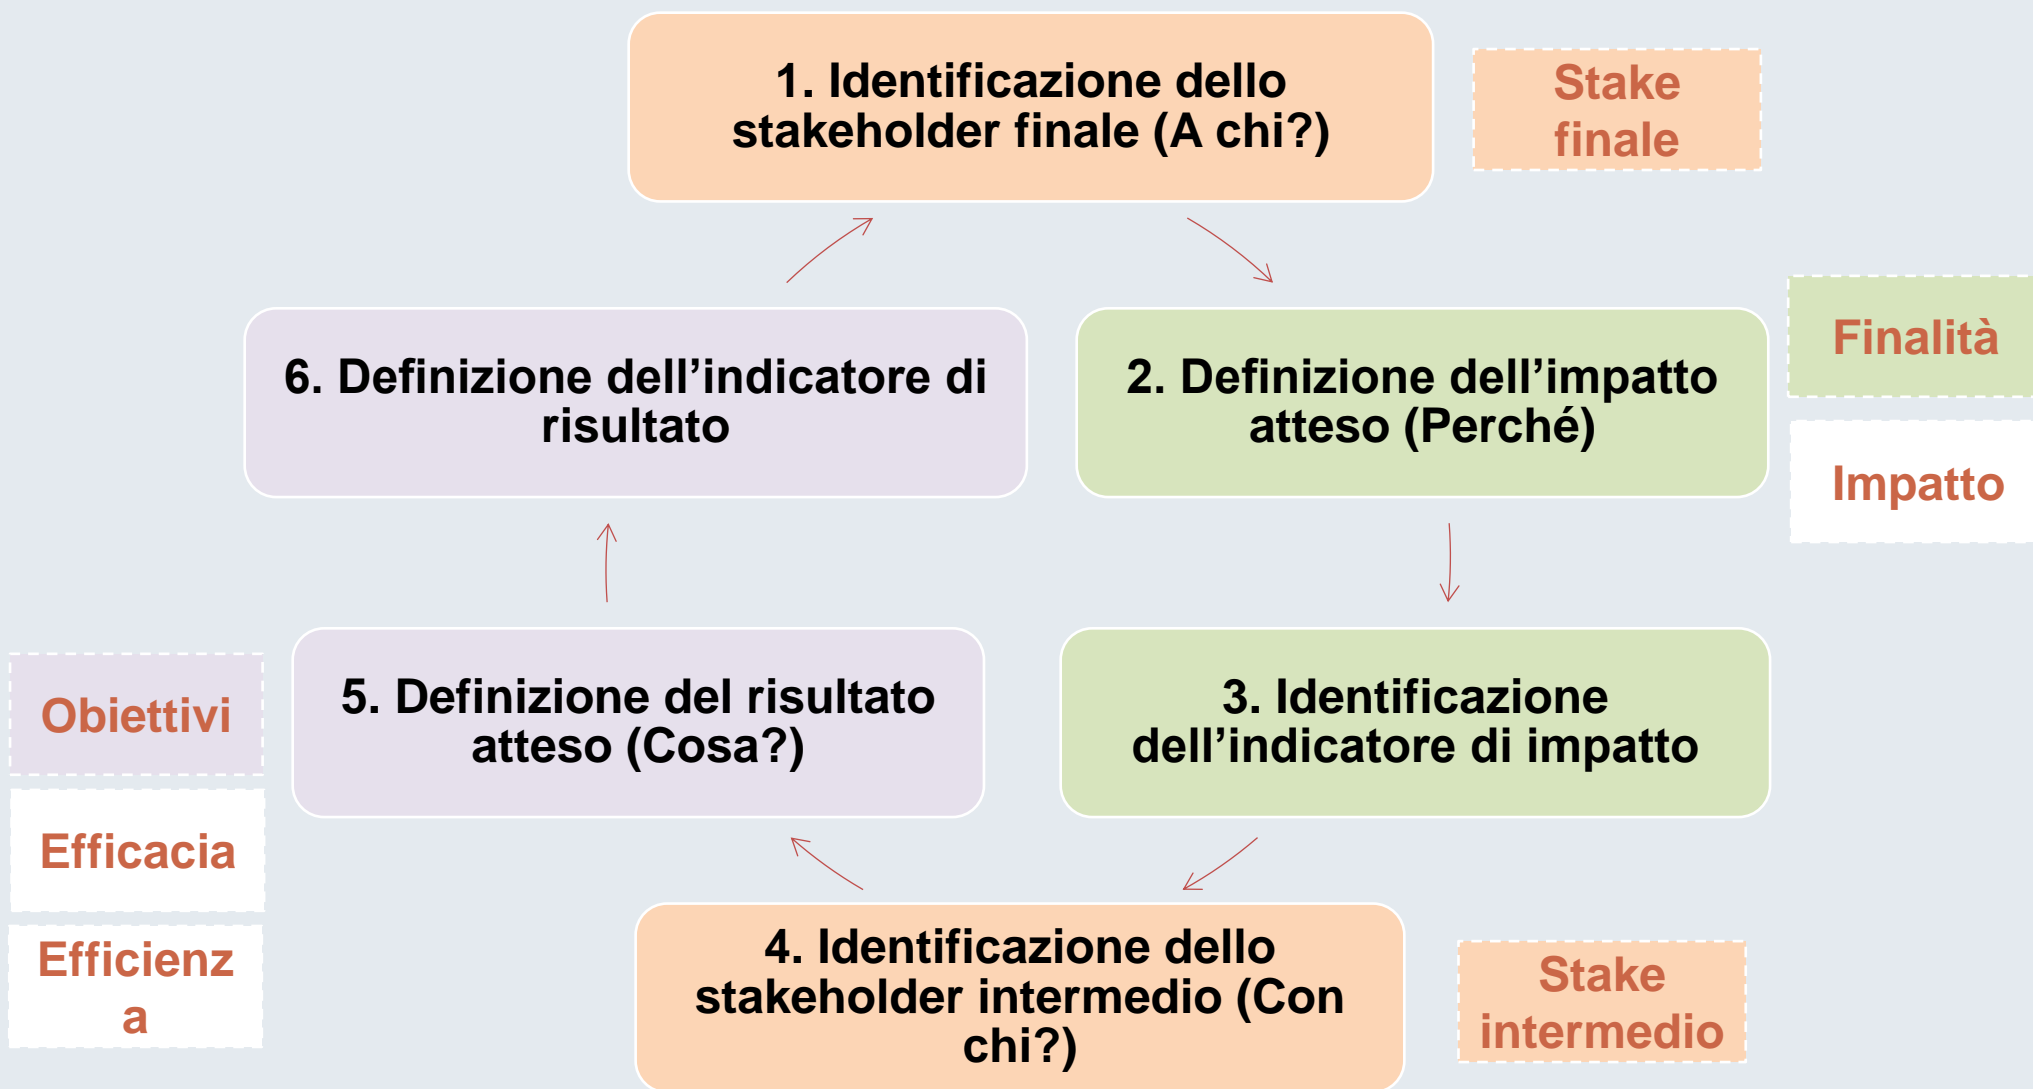 1. Identificazione dello
stakeholder finale (A chi?)
Stake
finale
6. Definizione dell’indicatore di
risultato
2. Definizione dell’impatto
atteso (Perché)
Finalità
Impatto
Obiettivi
Efficacia
Efficienz
a
5. Definizione del risultato
atteso (Cosa?)
3. Identificazione
dell’indicatore di impatto
4. Identificazione dello
stakeholder intermedio (Con
chi?)
Stake
intermedio